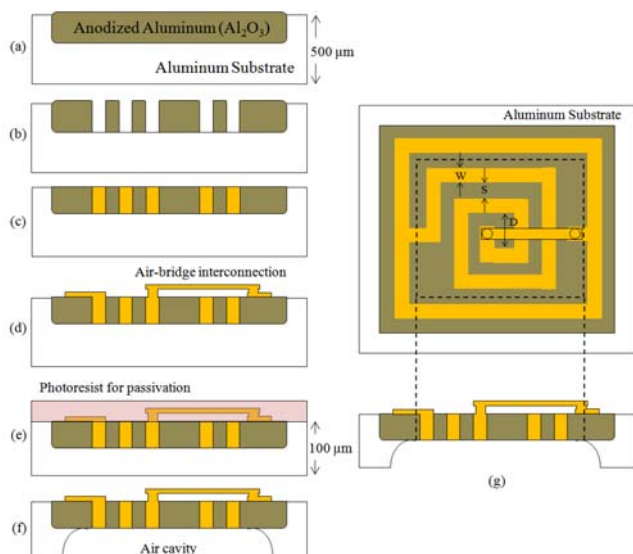 Anodized Aluminum (Al₂O₃)
(a)
500 μm
Aluminum Substrate
(b)
(c)
Air-bridge interconnection
(d)
Photoresist for passivation
(e)
100 μm
(f)
Air cavity
Aluminum Substrate
W
S
D
(g)